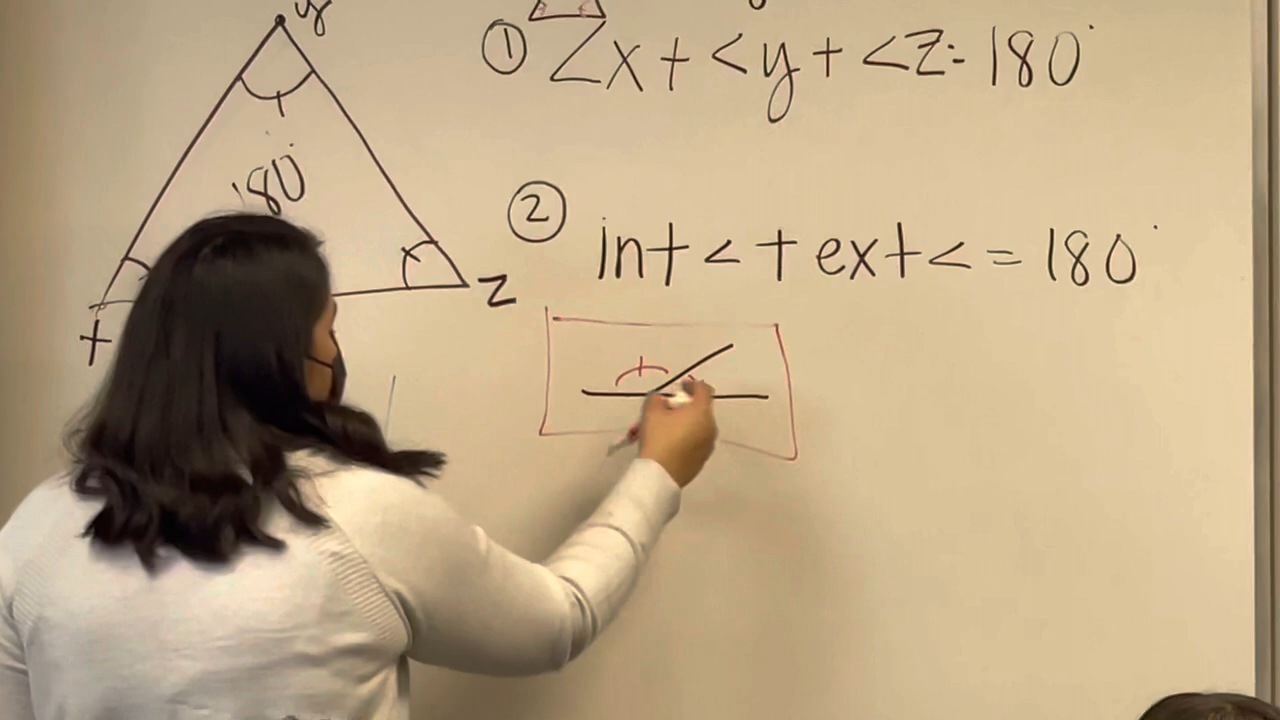 y
① ∠x + <y + <z = 180°
180°
② int < + ext < = 180°
z